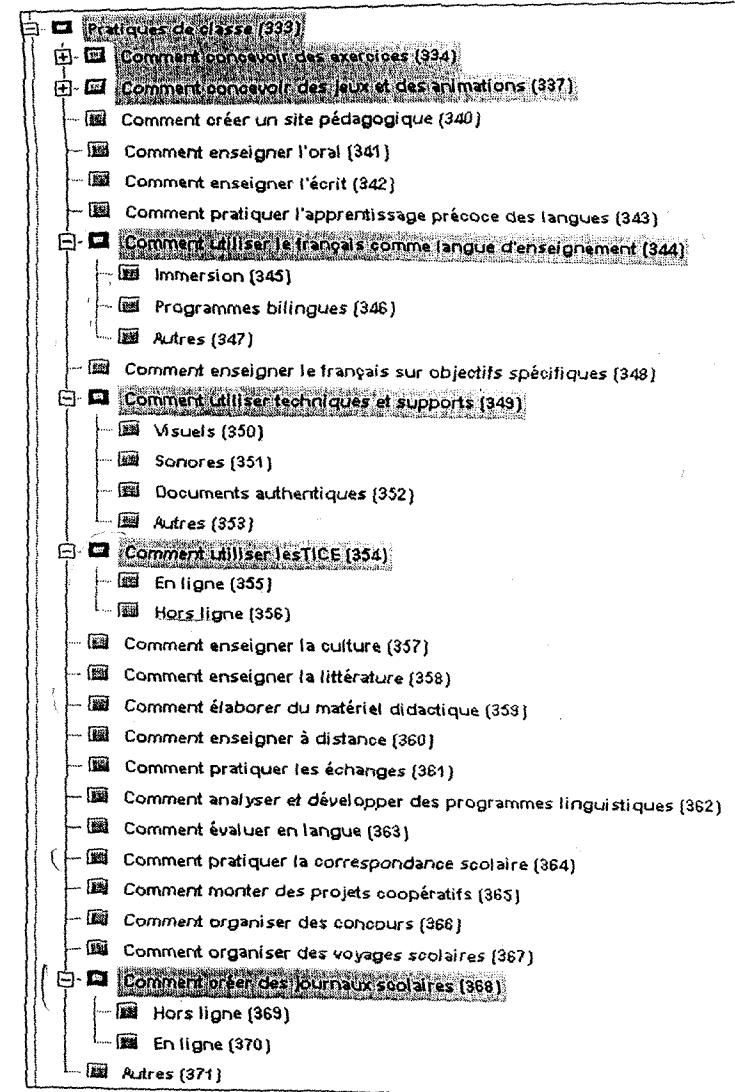 Pratiques de classe (333)
Comment concevoir des exercices (334)
Comment concevoir des jeux et des animations (337)
Comment créer un site pédagogique (340)
Comment enseigner l'oral (341)
Comment enseigner l'écrit (342)
Comment pratiquer l'apprentissage précoce des langues (343)
Comment utiliser le français comme langue d'enseignement (344)
Immersion (345)
Programmes bilingues (346)
Autres (347)
Comment enseigner le français sur objectifs spécifiques (348)
Comment utiliser techniques et supports (349)
Visuels (350)
Sonores (351)
Documents authentiques (352)
Autres (353)
Comment utiliser lesTICE (354)
En ligne (355)
Hors ligne (356)
Comment enseigner la culture (357)
Comment enseigner la littérature (358)
Comment élaborer du matériel didactique (359)
Comment enseigner à distance (360)
Comment pratiquer les échanges (361)
Comment analyser et développer des programmes linguistiques (362)
Comment évaluer en langue (363)
Comment pratiquer la correspondance scolaire (364)
Comment monter des projets coopératifs (365)
Comment organiser des concours (366)
Comment organiser des voyages scolaires (367)
Comment créer des journaux scolaires (368)
Hors ligne (369)
En ligne (370)
Autres (371)